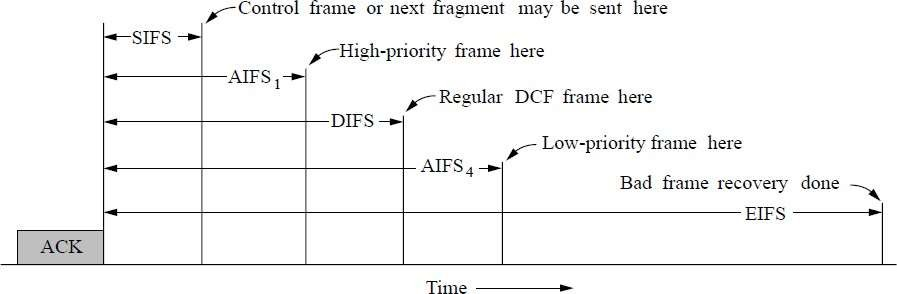 Control frame or next fragment may be sent here
SIFS
High-priority frame here
AIFS1
Regular DCF frame here
DIFS
Low-priority frame here
AIFS4
Bad frame recovery done
EIFS
ACK
Time